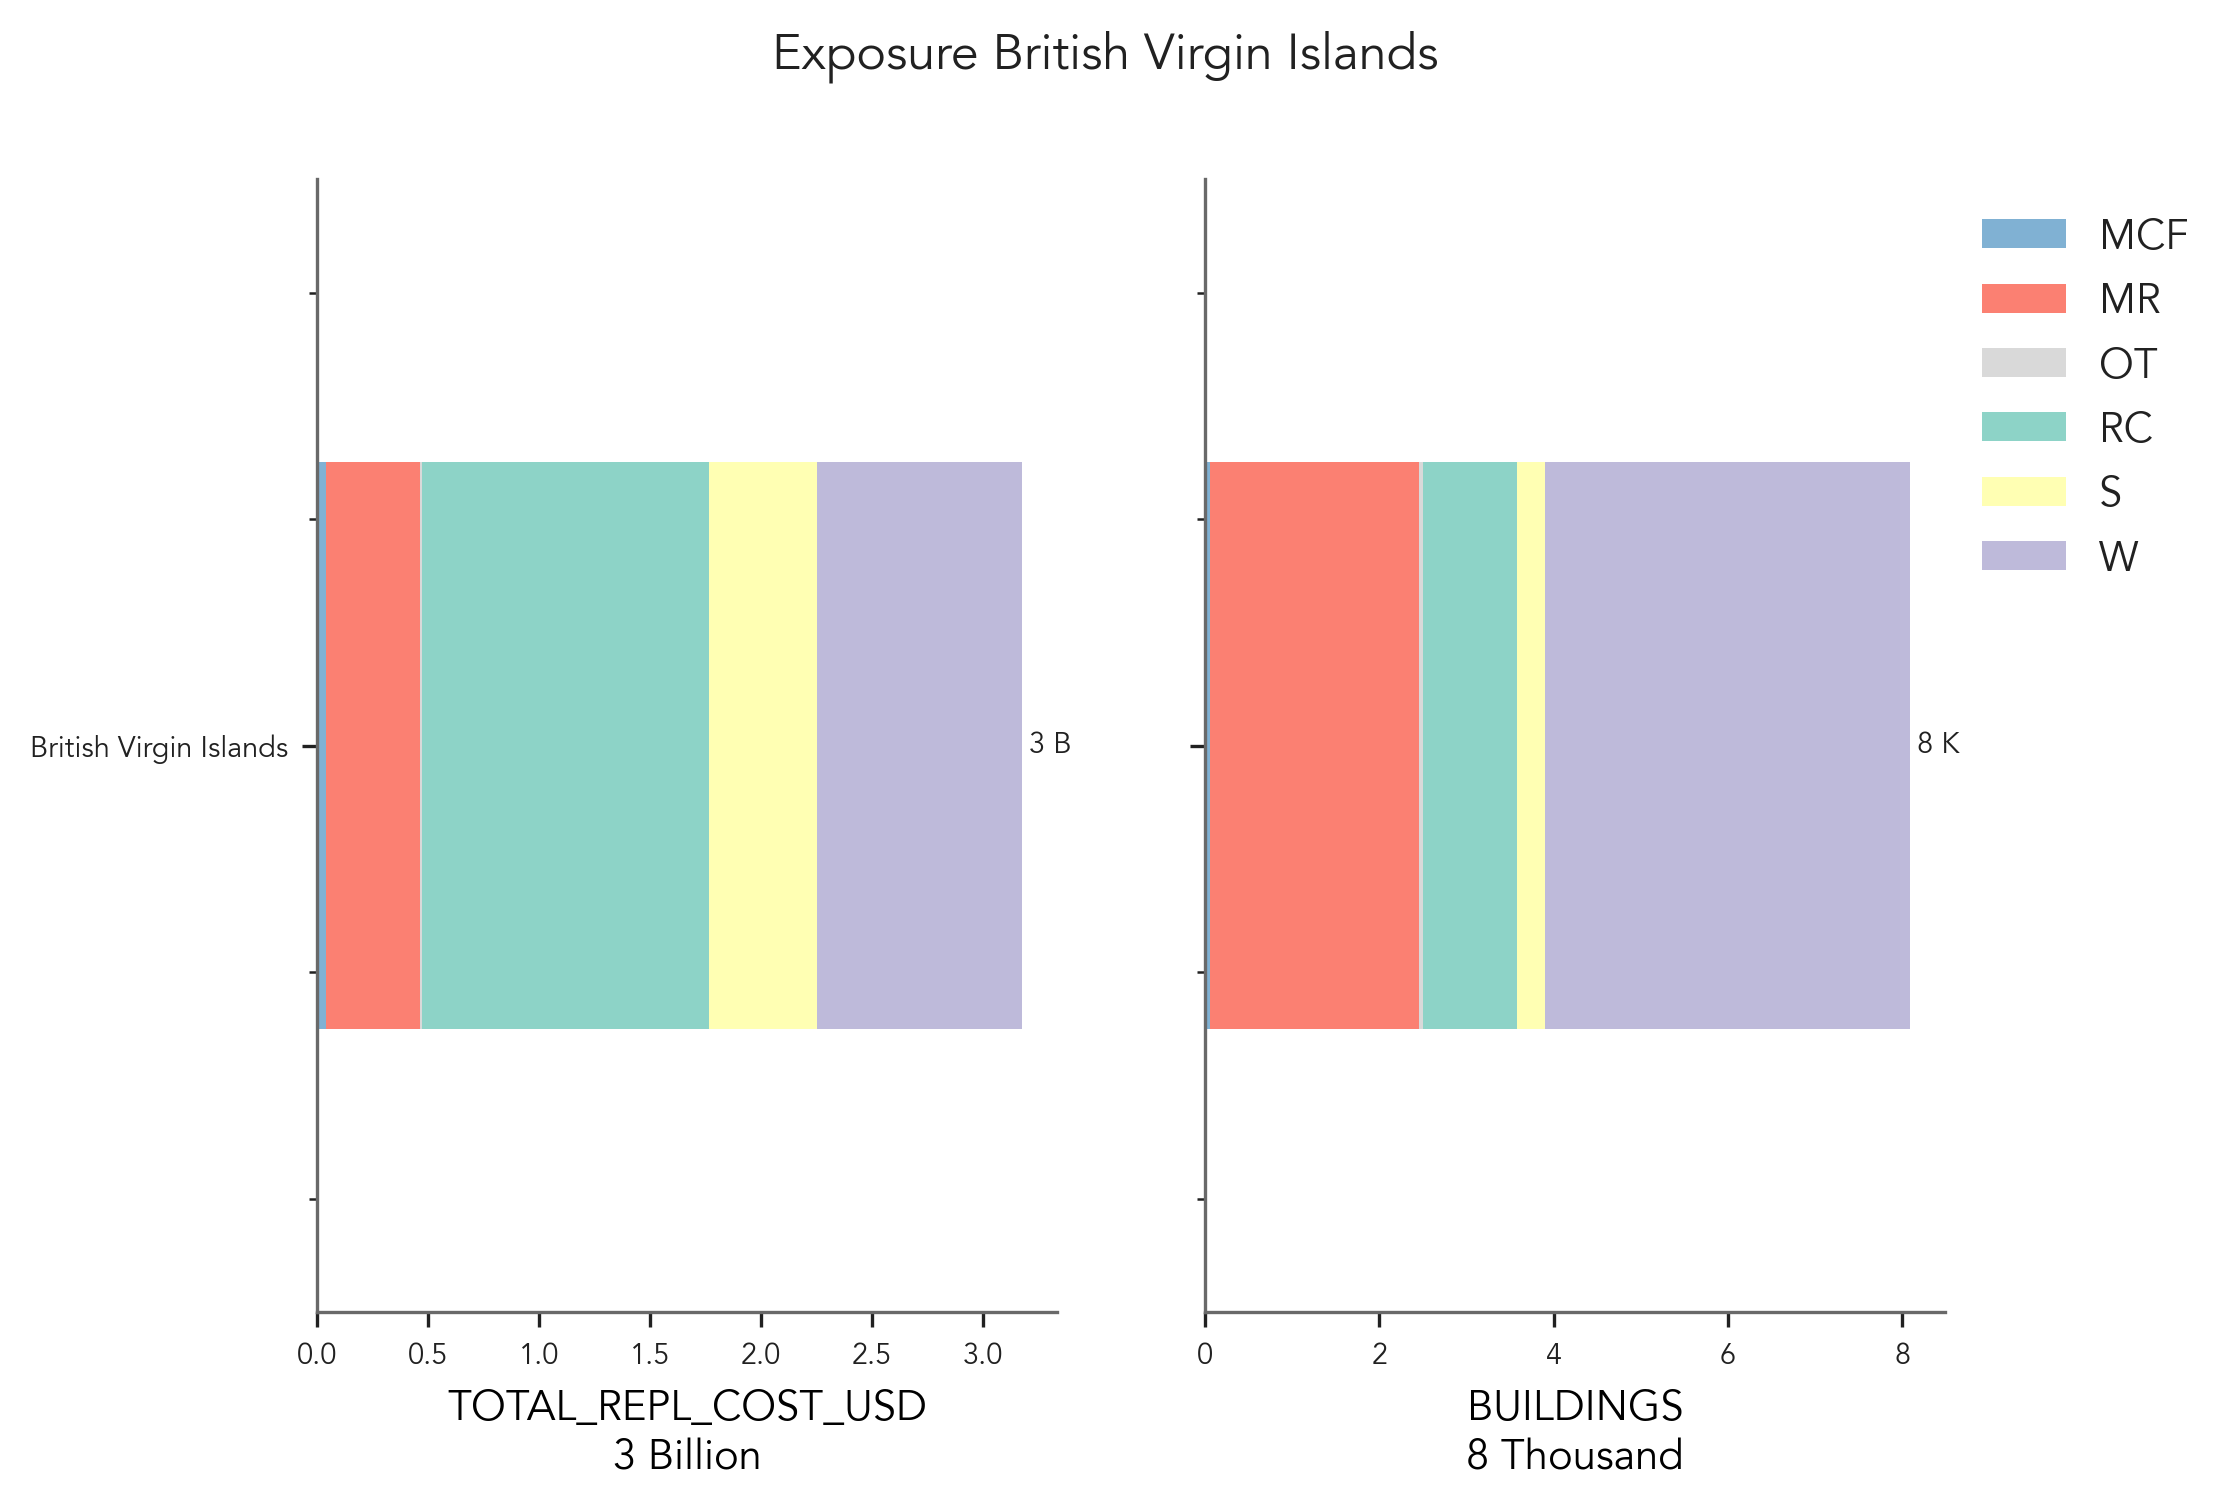 Exposure British Virgin Islands
MCF
MR
OT
RC
S
W
British Virgin Islands
3 B
8 K
0.0 0.5 1.0 1.5 2.0 2.5 3.0
TOTAL_REPL_COST_USD
3 Billion
0 2 4 6 8
BUILDINGS
8 Thousand